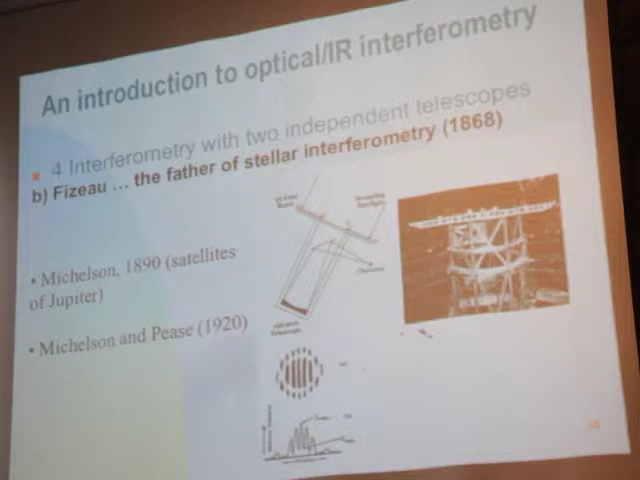 An introduction to optical/IR interferometry
4 Interferometry with two independent telescopes
b) Fizeau ... the father of stellar interferometry (1868)
• Michelson, 1890 (satellites
of Jupiter)
• Michelson and Pease (1920)